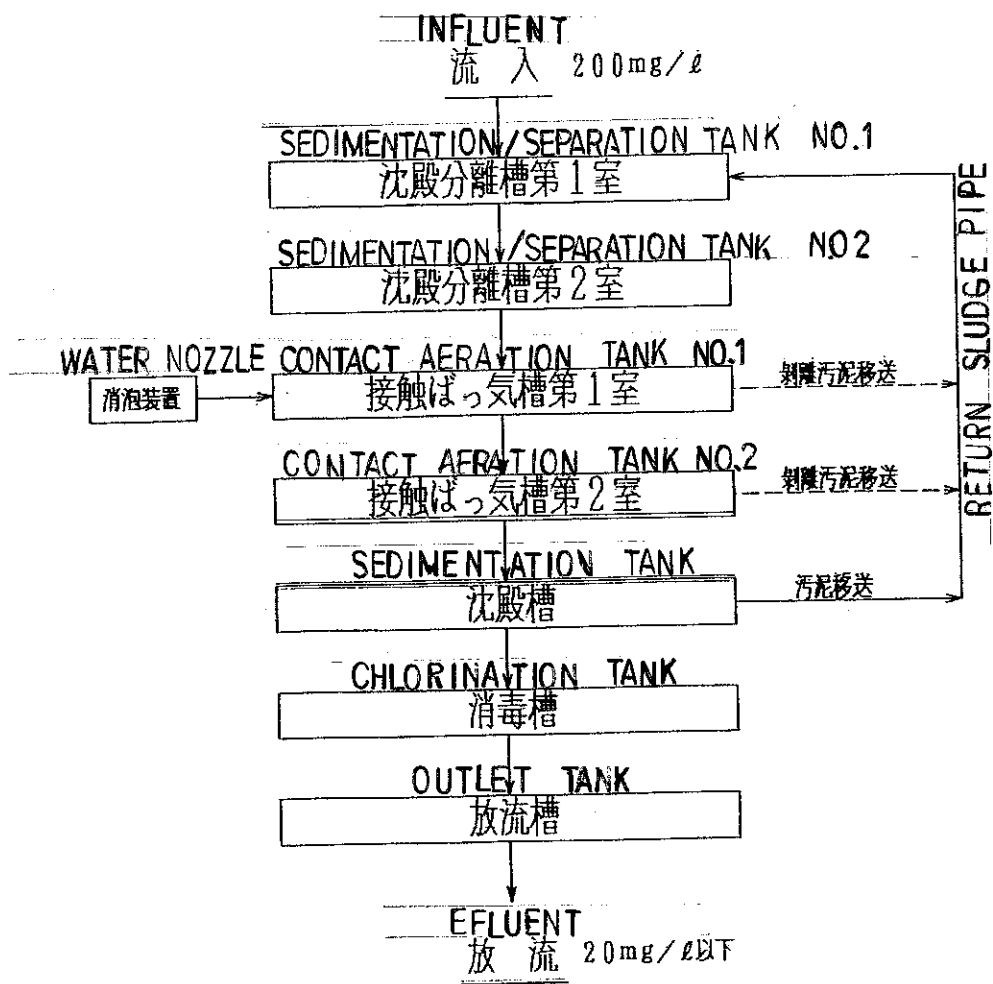 INFLUENT
流 入 200mg/ℓ
SEDIMENTATION/SEPARATION TANK NO.1
沈殿分離槽第1室
SEDIMENTATION/SEPARATION TANK NO2
沈殿分離槽第2室
WATER NOZZLE CONTACT AERATION TANK NO.1
消泡装置
接触ばっ気槽第1室
剝離汚泥移送
CONTACT AERATION TANK NO.2
接触ばっ気槽第2室
剝離汚泥移送
RETURN SLUDGE PIPE
SEDIMENTATION TANK
沈殿槽
汚泥移送
CHLORINATION TANK
消毒槽
OUTLET TANK
放流槽
EFLUENT
放 流 20mg/ℓ以下